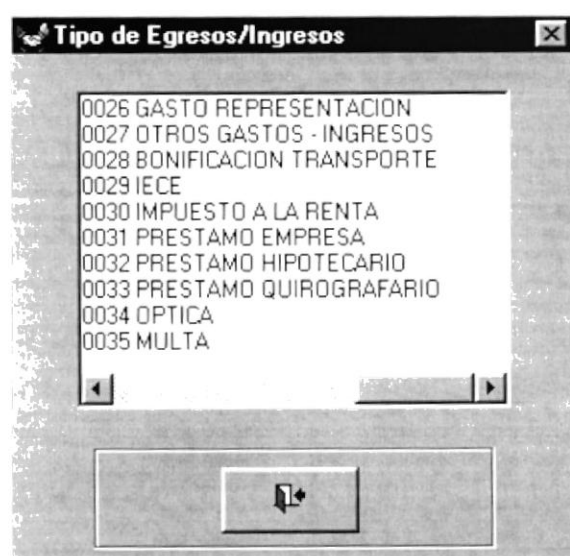 Tipo de Egresos/Ingresos
0026 GASTO REPRESENTACION
0027 OTROS GASTOS - INGRESOS
0028 BONIFICACION TRANSPORTE
0029 IECE
0030 IMPUESTO A LA RENTA
0031 PRESTAMO EMPRESA
0032 PRESTAMO HIPOTECARIO
0033 PRESTAMO QUIROGRAFARIO
0034 OPTICA
0035 MULTA